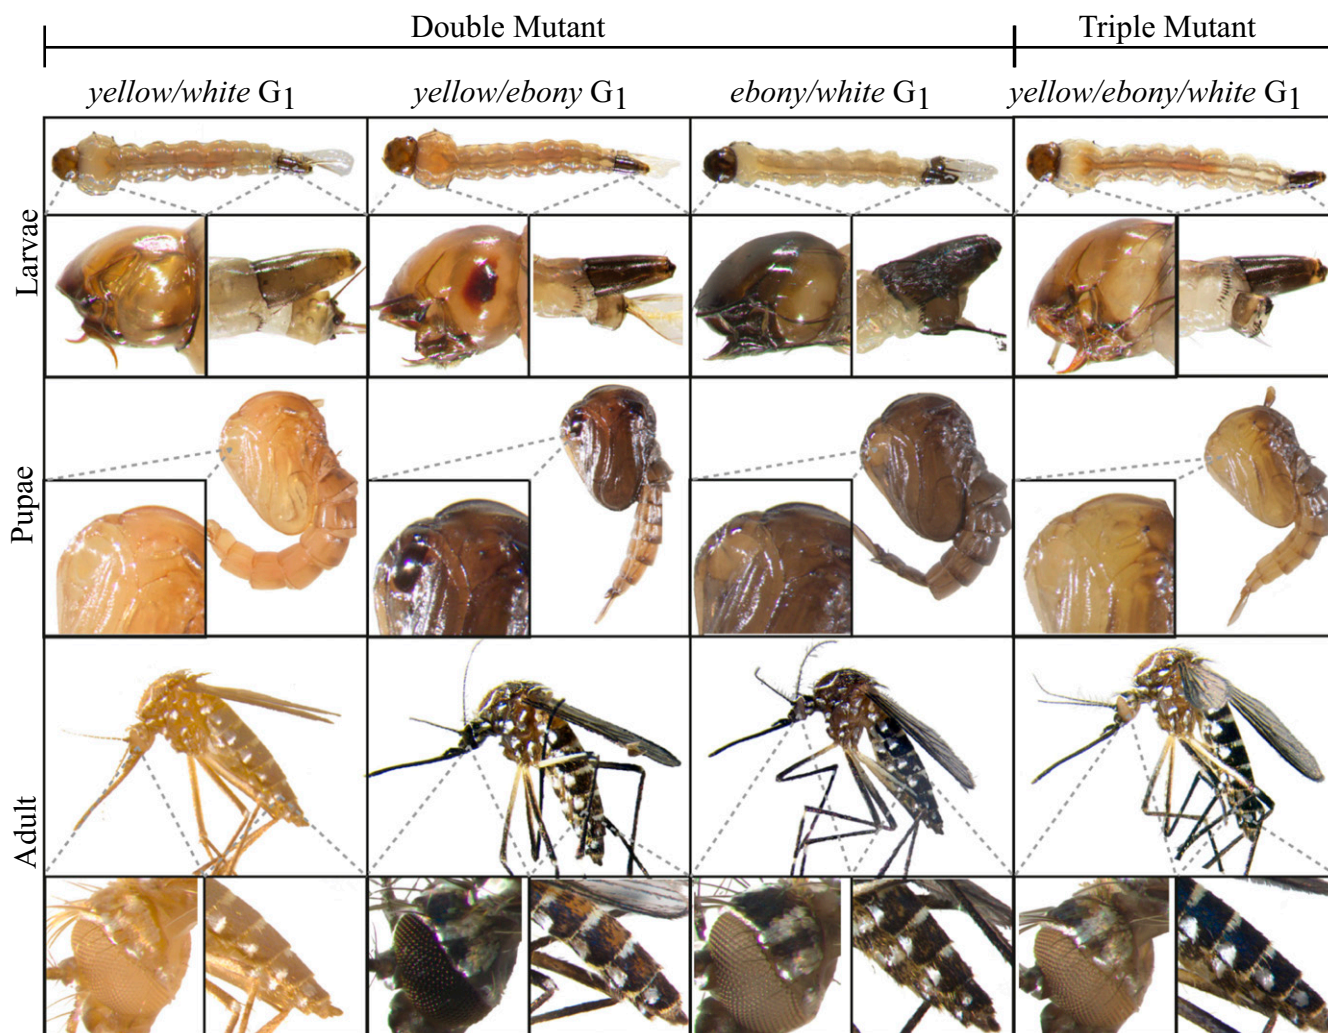 Double Mutant
Triple Mutant
yellow/white G1
yellow/ebony G1
ebony/white G1
yellow/ebony/white G1
Larvae
Pupae
Adult